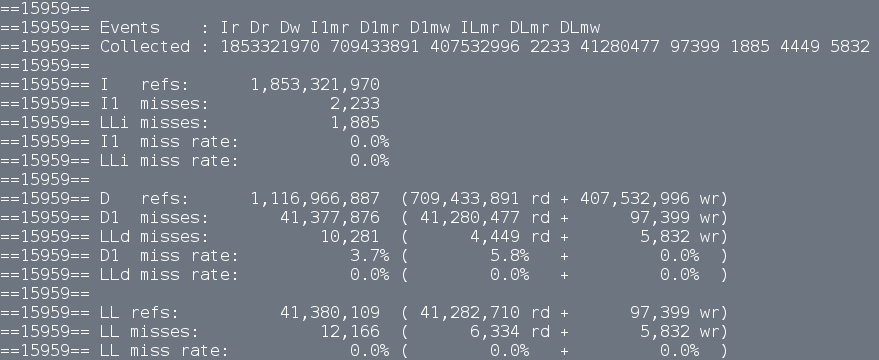 ==15959==
==15959== Events    : Ir Dr Dw I1mr D1mr D1mw ILmr DLmr DLmw
==15959== Collected : 1853321970 709433891 407532996 2233 41280477 97399 1885 4449 5832
==15959==
==15959== I   refs:      1,853,321,970
==15959== I1  misses:            2,233
==15959== LLi misses:            1,885
==15959== I1  miss rate:           0.0%
==15959== LLi miss rate:           0.0%
==15959==
==15959== D   refs:      1,116,966,887  (709,433,891 rd + 407,532,996 wr)
==15959== D1  misses:       41,377,876  ( 41,280,477 rd +      97,399 wr)
==15959== LLd misses:           10,281  (      4,449 rd +       5,832 wr)
==15959== D1  miss rate:           3.7% (        5.8%   +         0.0%  )
==15959== LLd miss rate:           0.0% (        0.0%   +         0.0%  )
==15959==
==15959== LL refs:          41,380,109  ( 41,282,710 rd +      97,399 wr)
==15959== LL misses:            12,166  (      6,334 rd +       5,832 wr)
==15959== LL miss rate:            0.0% (        0.0%   +         0.0%  )